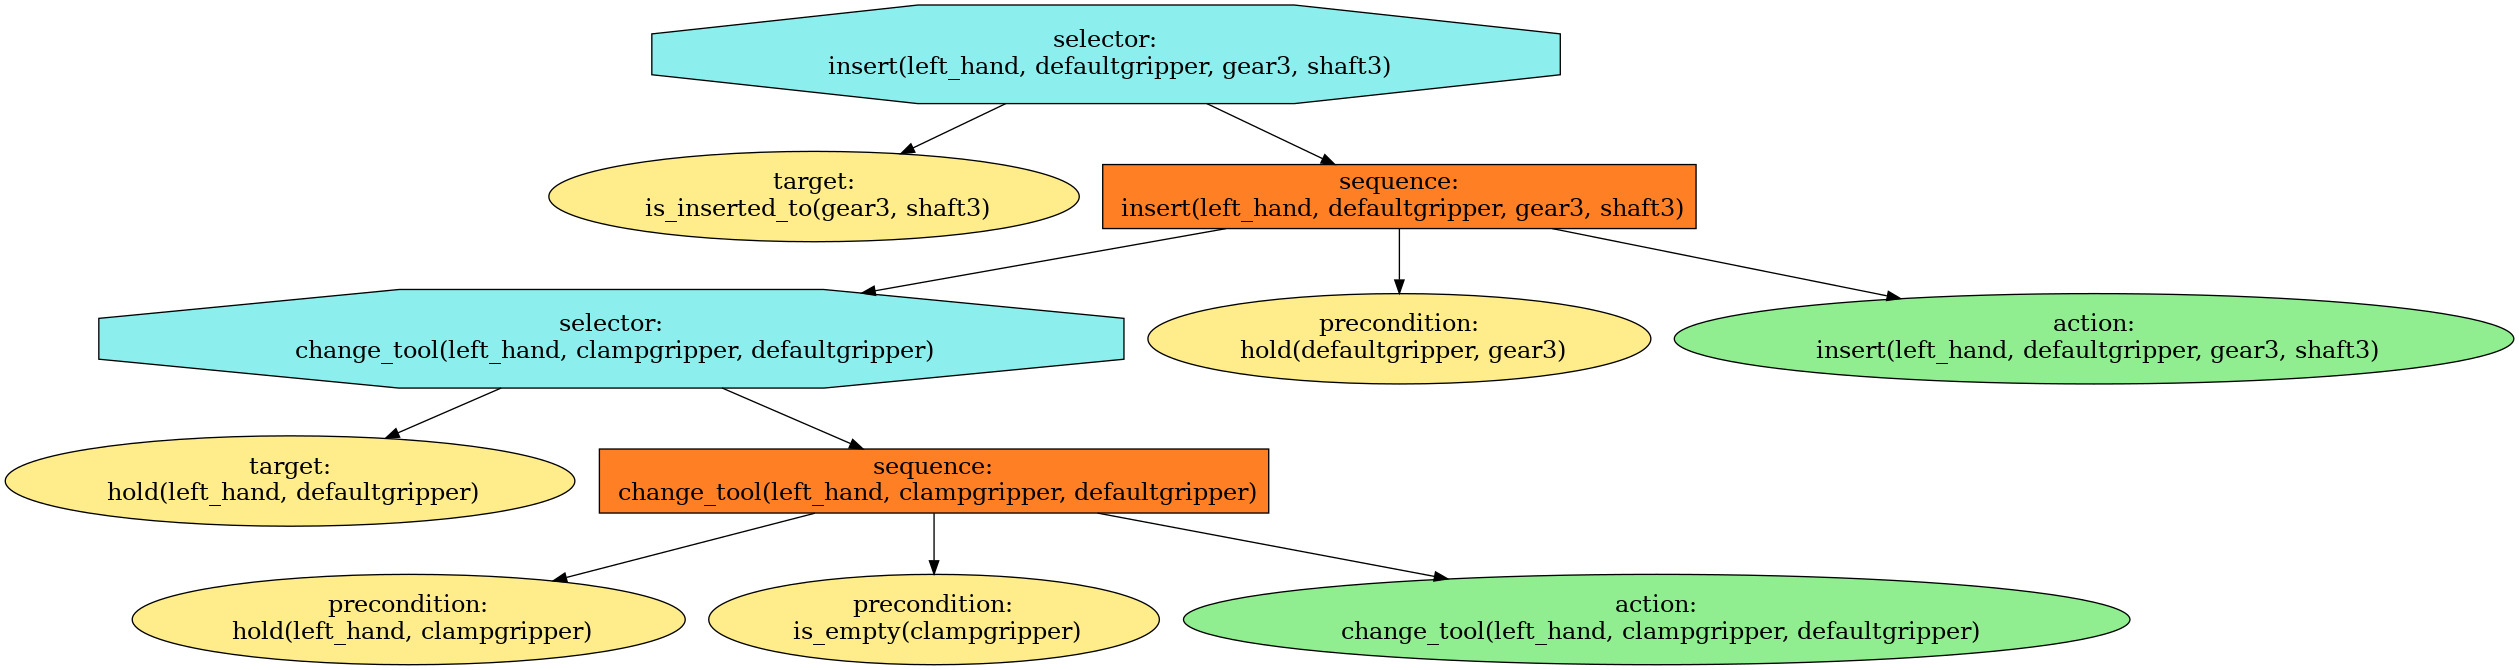 selector:
insert(left_hand, defaultgripper, gear3, shaft3)
target:
is_inserted_to(gear3, shaft3)
sequence:
insert(left_hand, defaultgripper, gear3, shaft3)
selector:
change_tool(left_hand, clampgripper, defaultgripper)
precondition:
hold(defaultgripper, gear3)
action:
insert(left_hand, defaultgripper, gear3, shaft3)
target:
hold(left_hand, defaultgripper)
sequence:
change_tool(left_hand, clampgripper, defaultgripper)
precondition:
hold(left_hand, clampgripper)
precondition:
is_empty(clampgripper)
action:
change_tool(left_hand, clampgripper, defaultgripper)